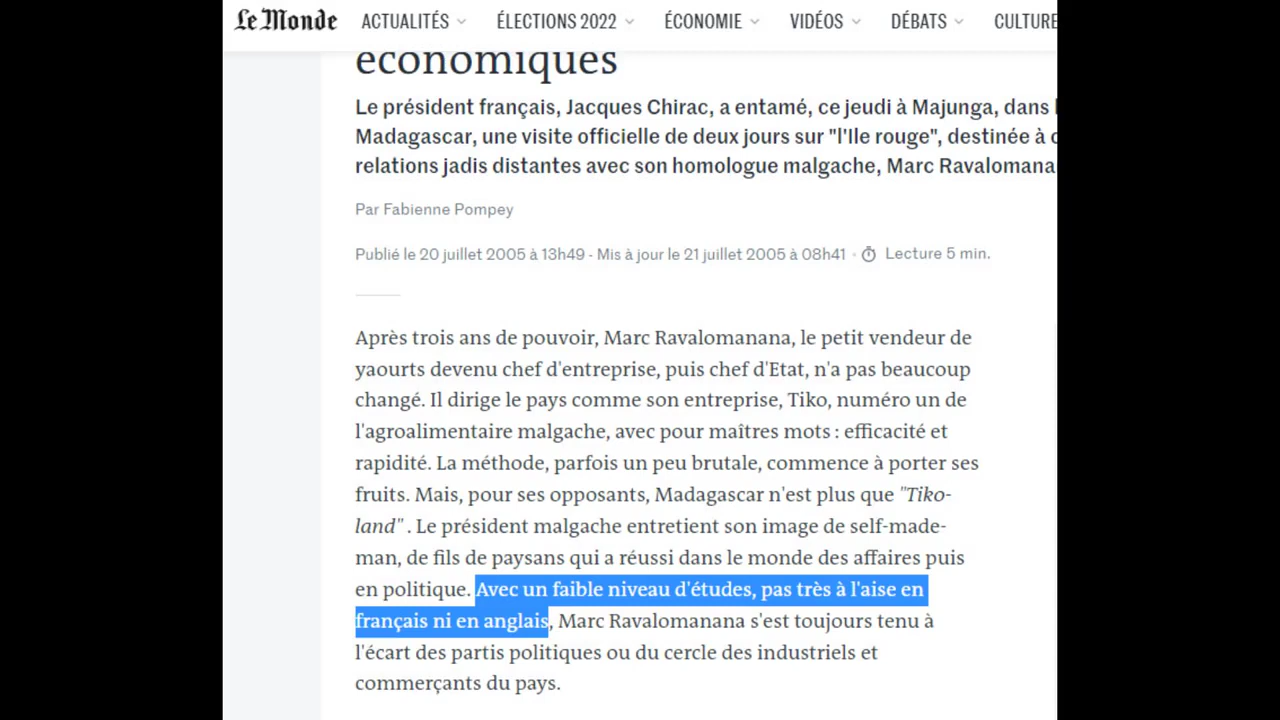 Le Monde ACTUALITÉS ÉLECTIONS 2022 ÉCONOMIE VIDÉOS DÉBATS CULTURE
économiques
Le président français, Jacques Chirac, a entamé, ce jeudi à Majunga, dans
Madagascar, une visite officielle de deux jours sur "l'Ile rouge", destinée à
relations jadis distantes avec son homologue malgache, Marc Ravalomana
Par Fabienne Pompey
Publié le 20 juillet 2005 à 13h49 - Mis à jour le 21 juillet 2005 à 08h41 · Lecture 5 min.
Après trois ans de pouvoir, Marc Ravalomanana, le petit vendeur de
yaourts devenu chef d'entreprise, puis chef d'Etat, n'a pas beaucoup
changé. Il dirige le pays comme son entreprise, Tiko, numéro un de
l'agroalimentaire malgache, avec pour maîtres mots : efficacité et
rapidité. La méthode, parfois un peu brutale, commence à porter ses
fruits. Mais, pour ses opposants, Madagascar n'est plus que "Tiko-
land" . Le président malgache entretient son image de self-made-
man, de fils de paysans qui a réussi dans le monde des affaires puis
en politique. Avec un faible niveau d'études, pas très à l'aise en
français ni en anglais, Marc Ravalomanana s'est toujours tenu à
l'écart des partis politiques ou du cercle des industriels et
commerçants du pays.